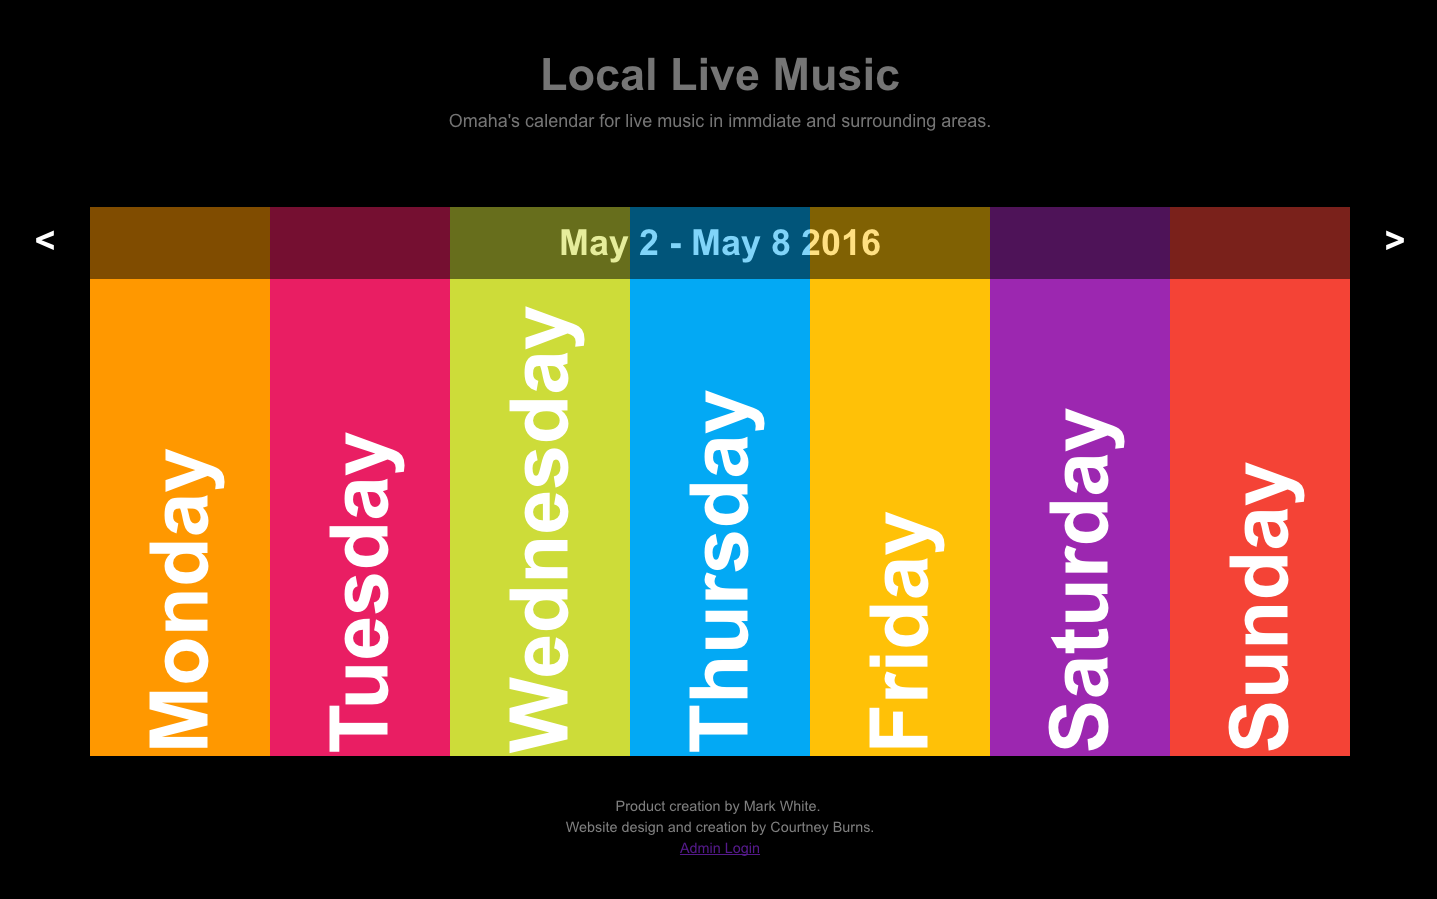 Local Live Music
Omaha's calendar for live music in immdiate and surrounding areas.
< May 2 - May 8 2016 >
Monday
Tuesday
Wednesday
Thursday
Friday
Saturday
Sunday
Product creation by Mark White.
Website design and creation by Courtney Burns.
Admin Login